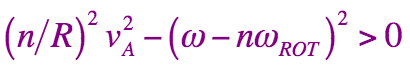 (n/R)² v_A² − (ω − nω_ROT)² > 0